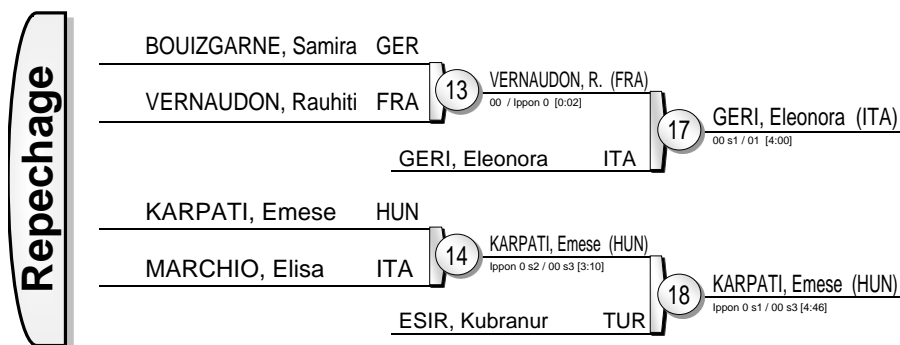 Repechage
BOUIZGARNE, Samira GER
VERNAUDON, Rauhiti FRA
13
VERNAUDON, R. (FRA)
00 / Ippon 0 [0:02]
GERI, Eleonora ITA
17
GERI, Eleonora (ITA)
00 s1 / 01 [4:00]
KARPATI, Emese HUN
MARCHIO, Elisa ITA
14
KARPATI, Emese (HUN)
Ippon 0 s2 / 00 s3 [3:10]
ESIR, Kubranur TUR
18
KARPATI, Emese (HUN)
Ippon 0 s1 / 00 s3 [4:46]